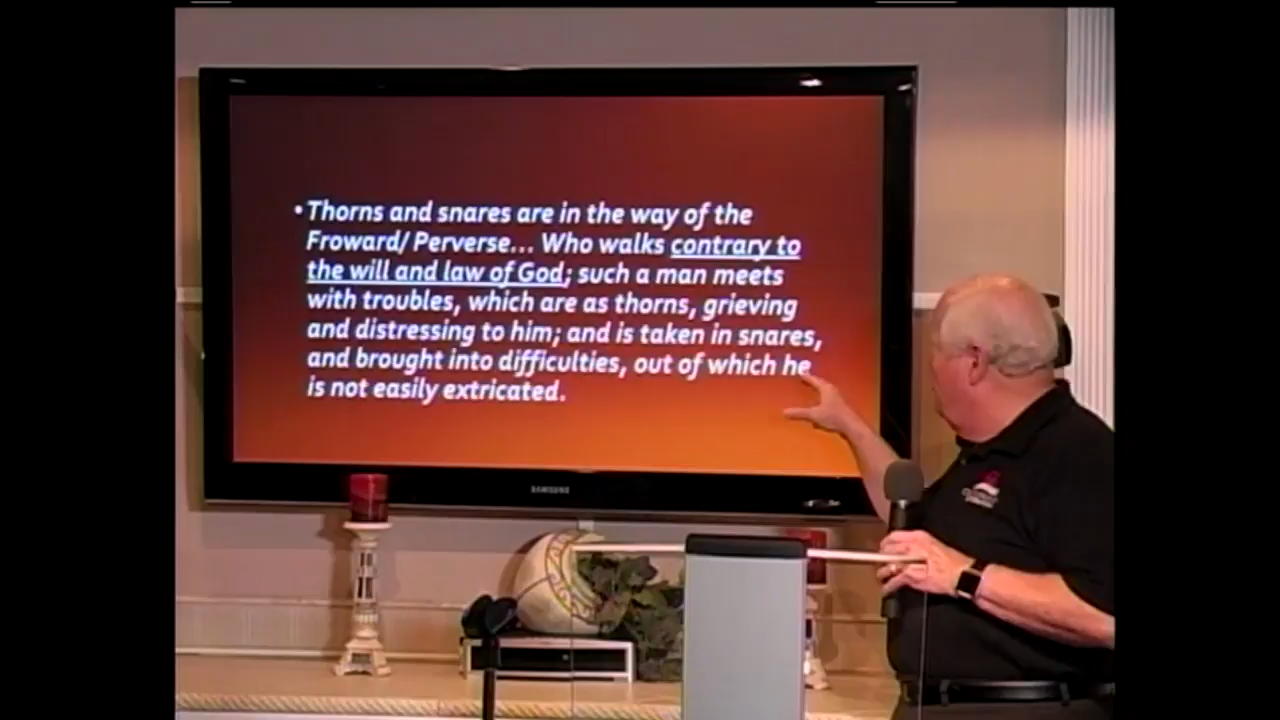 • Thorns and snares are in the way of the
Froward/ Perverse... Who walks contrary to
the will and law of God; such a man meets
with troubles, which are as thorns, grieving
and distressing to him; and is taken in snares,
and brought into difficulties, out of which he
is not easily extricated.
SAMSUNG